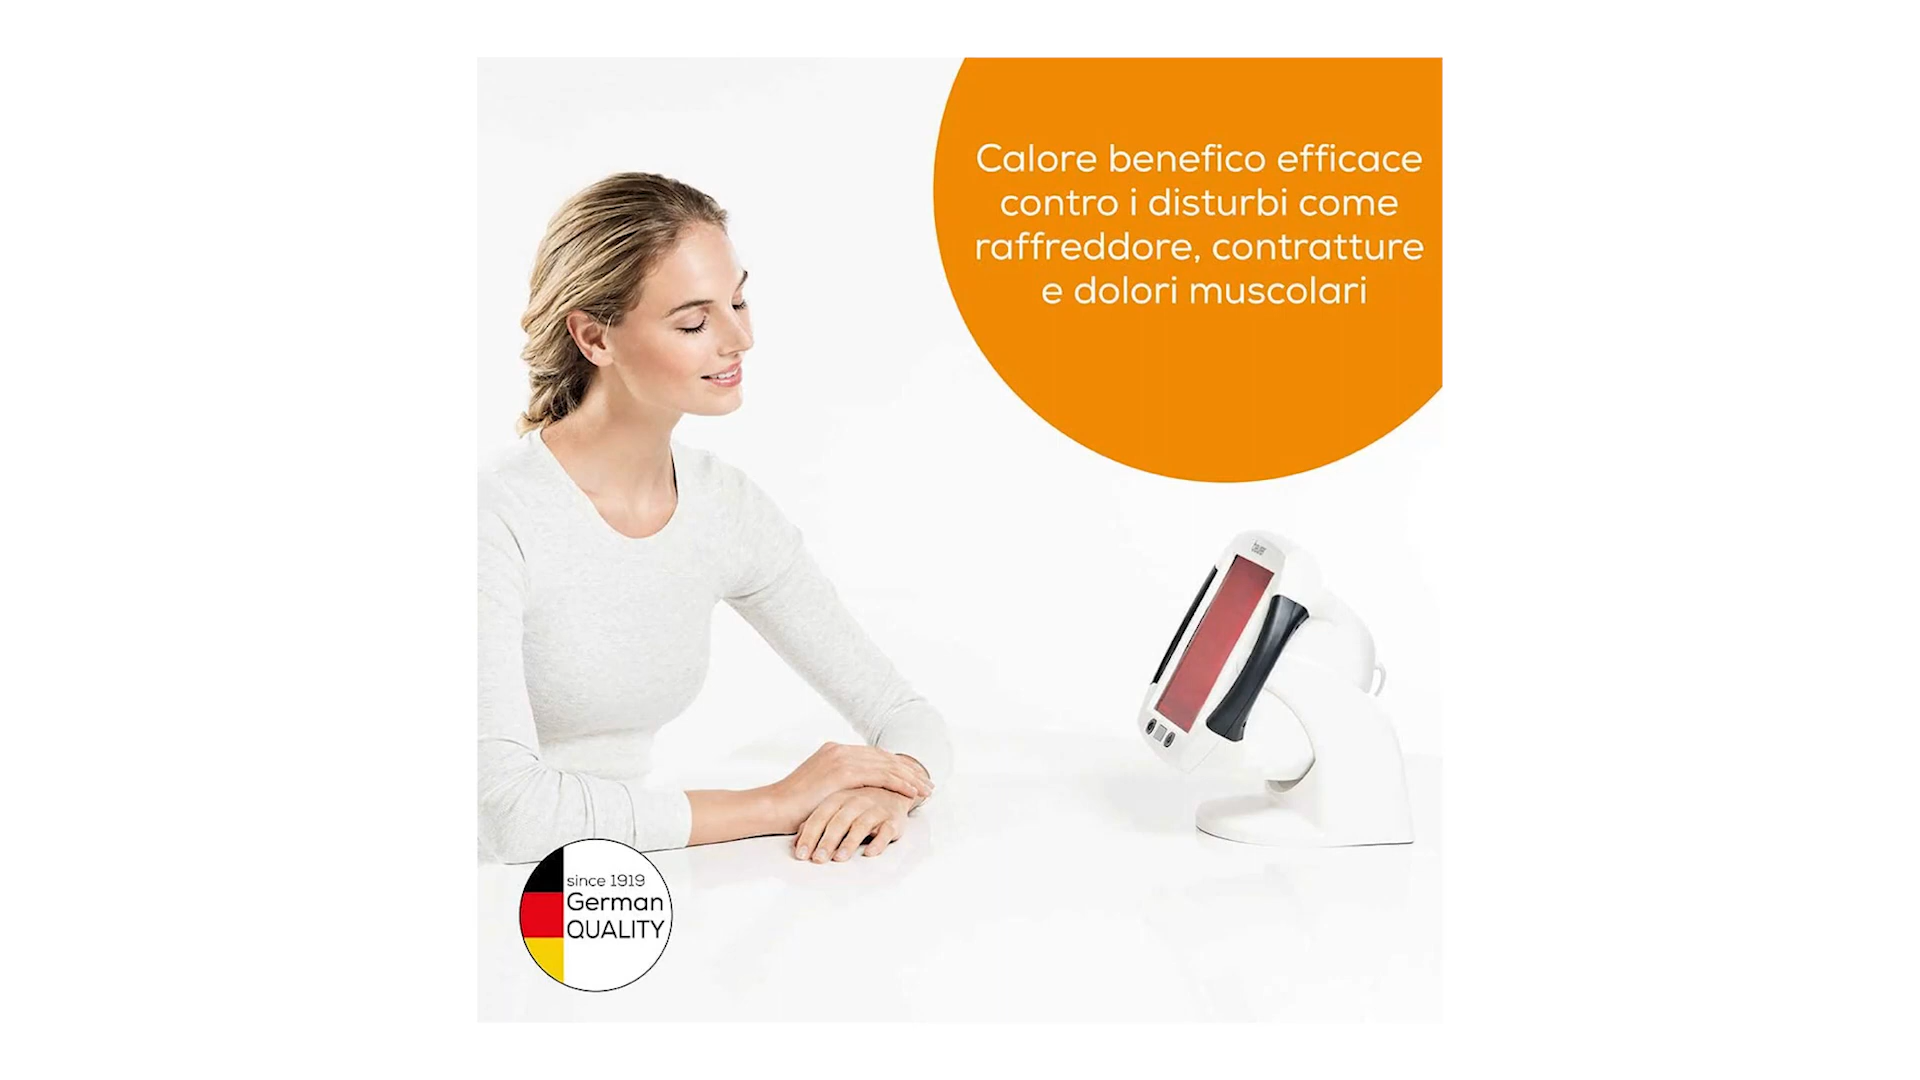 Calore benefico efficace
contro i disturbi come
raffreddore, contratture
e dolori muscolari
since 1919
German
QUALITY